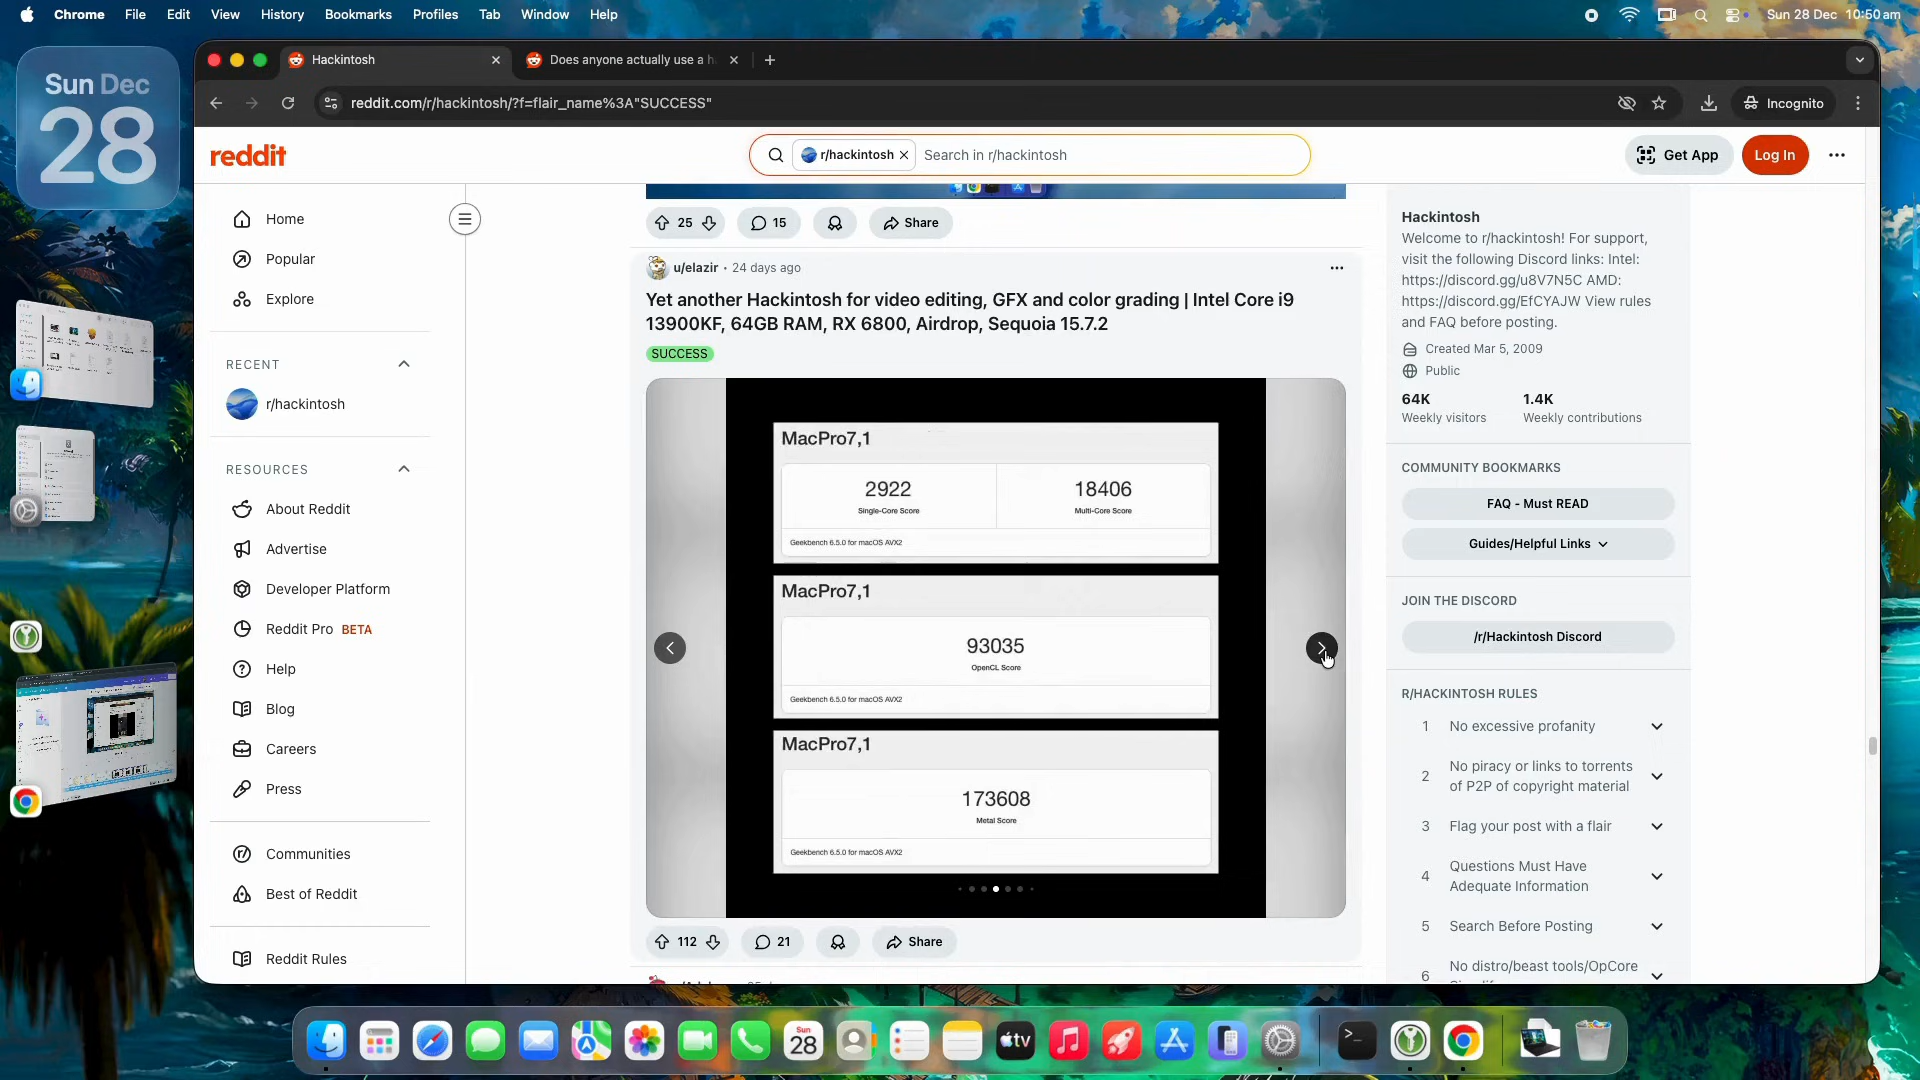 Chrome File Edit View History Bookmarks Profiles Tab Window Help
Sun 28 Dec 10:50 am
Sun Dec
28
Hackintosh
Does anyone actually use a h
reddit.com/r/hackintosh/?f=flair_name%3A"SUCCESS"
Incognito
reddit
r/hackintosh
Search in r/hackintosh
Get App
Log In
Home
Popular
Explore
RECENT
r/hackintosh
RESOURCES
About Reddit
Advertise
Developer Platform
Reddit Pro BETA
Help
Blog
Careers
Press
Communities
Best of Reddit
Reddit Rules
25
15
Share
u/elazir • 24 days ago
Yet another Hackintosh for video editing, GFX and color grading | Intel Core i9
13900KF, 64GB RAM, RX 6800, Airdrop, Sequoia 15.7.2
SUCCESS
MacPro7,1
2922
Single-Core Score
18406
Multi-Core Score
Geekbench 6.5.0 for macOS AVX2
MacPro7,1
93035
OpenCL Score
Geekbench 6.5.0 for macOS AVX2
MacPro7,1
173608
Metal Score
Geekbench 6.5.0 for macOS AVX2
112
21
Share
Hackintosh
Welcome to r/hackintosh! For support,
visit the following Discord links: Intel:
https://discord.gg/u8V7N5C AMD:
https://discord.gg/EfCYAJW View rules
and FAQ before posting.
Created Mar 5, 2009
Public
64K
Weekly visitors
1.4K
Weekly contributions
COMMUNITY BOOKMARKS
FAQ - Must READ
Guides/Helpful Links
JOIN THE DISCORD
/r/Hackintosh Discord
R/HACKINTOSH RULES
1 No excessive profanity
2 No piracy or links to torrents
of P2P of copyright material
3 Flag your post with a flair
4 Questions Must Have
Adequate Information
5 Search Before Posting
6 No distro/beast tools/OpCore
Sun
28
tv